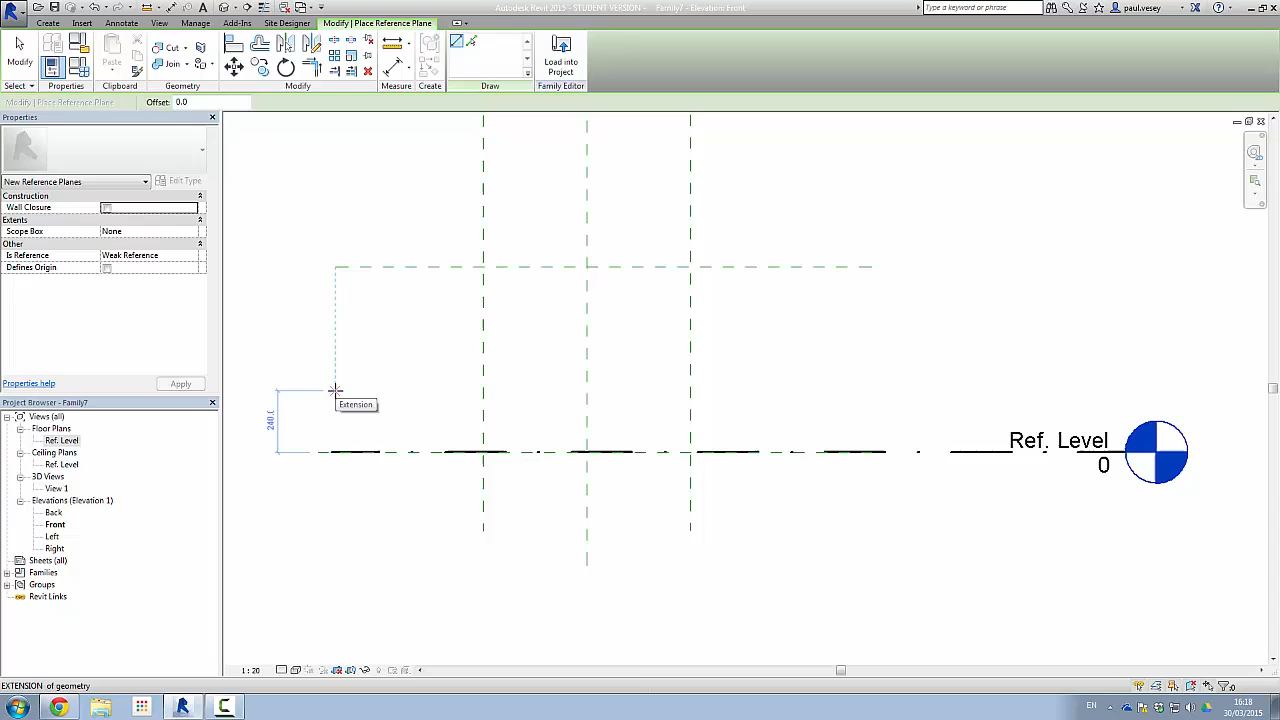 Autodesk Revit 2015 - STUDENT VERSION - Family7 - Elevation: Front
Type a keyword or phrase
paulwesey
Create Insert Annotate View Manage Add-Ins Site Designer Modify | Place Reference Plane
Modify
Paste
Cut
Join
Load into
Project
Select Properties Clipboard Geometry Modify Measure Create Draw Family Editor
Modify | Place Reference Plane Offset: 0.0
Properties
New Reference Planes Edit Type
Construction
Wall Closure
Extents
Scope Box None
Other
Is Reference Weak Reference
Defines Origin
Properties help Apply
Project Browser - Family7
Views (all)
Floor Plans
Ref. Level
Ceiling Plans
Ref. Level
3D Views
View 1
Elevations (Elevation 1)
Back
Front
Left
Right
Sheets (all)
Families
Groups
Revit Links
Extension
240.0
Ref. Level
0
1 : 20
EXTENSION of geometry
:0
EN
16:18
30/03/2015